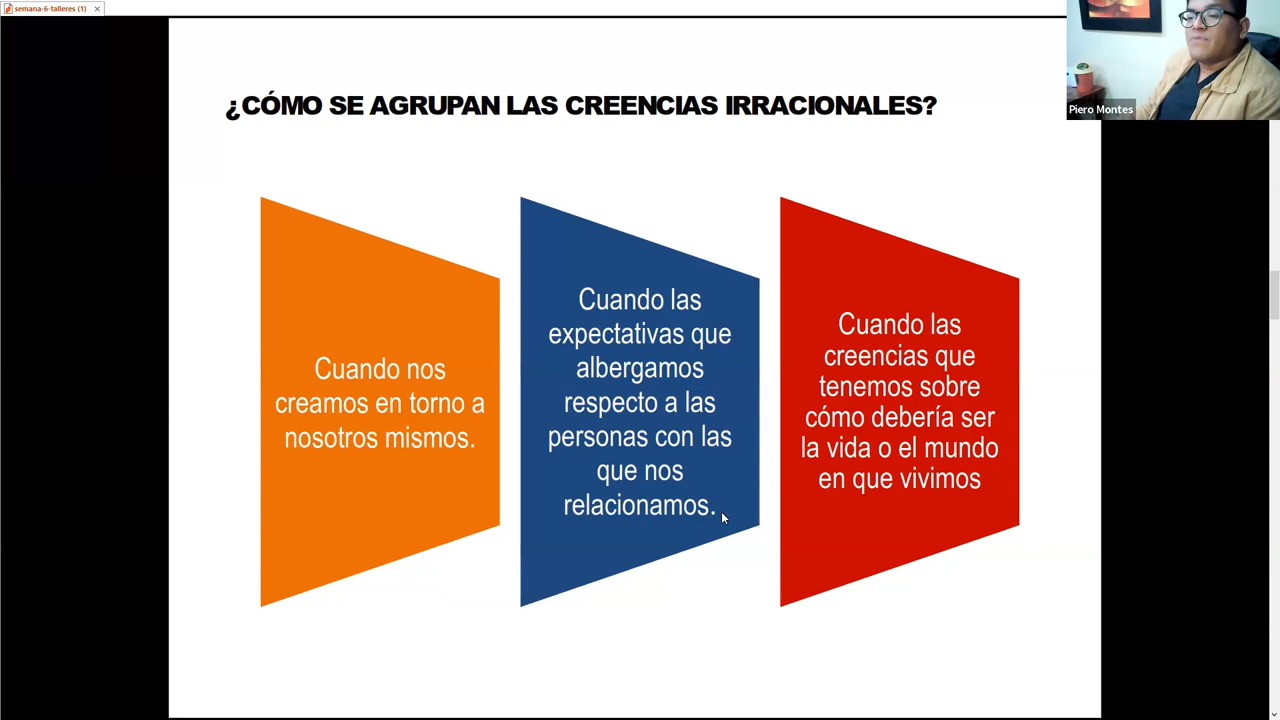 semana-6-talleres (1)
Piero Montes
¿CÓMO SE AGRUPAN LAS CREENCIAS IRRACIONALES?
Cuando nos
creamos en torno a
nosotros mismos.
Cuando las
expectativas que
albergamos
respecto a las
personas con las
que nos
relacionamos.
Cuando las
creencias que
tenemos sobre
cómo debería ser
la vida o el mundo
en que vivimos